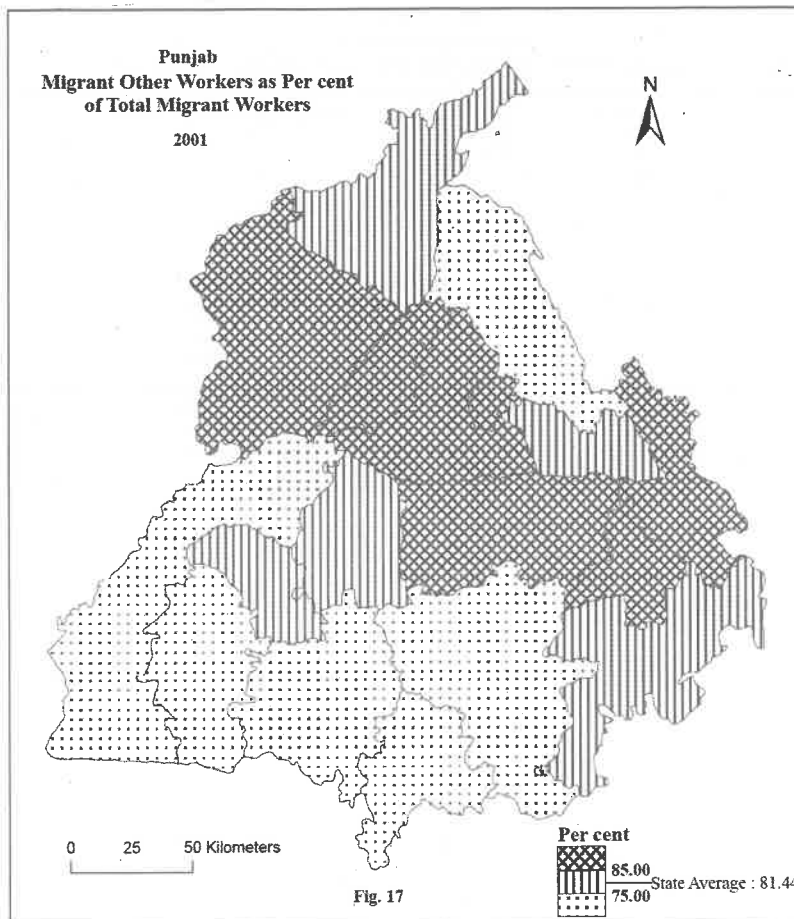 Punjab
Migrant Other Workers as Per cent
of Total Migrant Workers
2001
N
0 25 50 Kilometers
Fig. 17
Per cent
85.00
State Average : 81.44
75.00